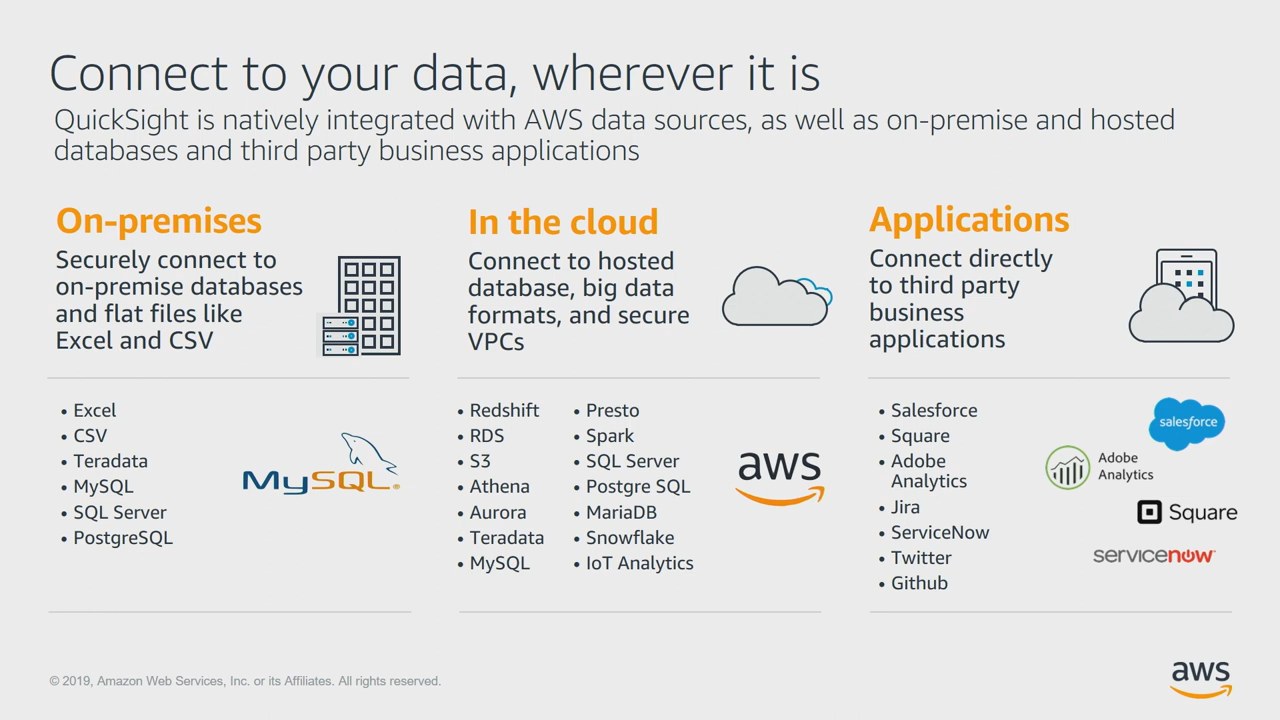 Connect to your data, wherever it is
QuickSight is natively integrated with AWS data sources, as well as on-premise and hosted
databases and third party business applications
On-premises
Securely connect to
on-premise databases
and flat files like
Excel and CSV
• Excel
• CSV
• Teradata
• MySQL
• SQL Server
• PostgreSQL
MySQL®
In the cloud
Connect to hosted
database, big data
formats, and secure
VPCs
• Redshift
• RDS
• S3
• Athena
• Aurora
• Teradata
• MySQL
• Presto
• Spark
• SQL Server
• Postgre SQL
• MariaDB
• Snowflake
• IoT Analytics
aws
Applications
Connect directly
to third party
business
applications
• Salesforce
• Square
• Adobe
Analytics
• Jira
• ServiceNow
• Twitter
• Github
salesforce
Adobe
Analytics
Square
servicenow
© 2019, Amazon Web Services, Inc. or its Affiliates. All rights reserved.
aws